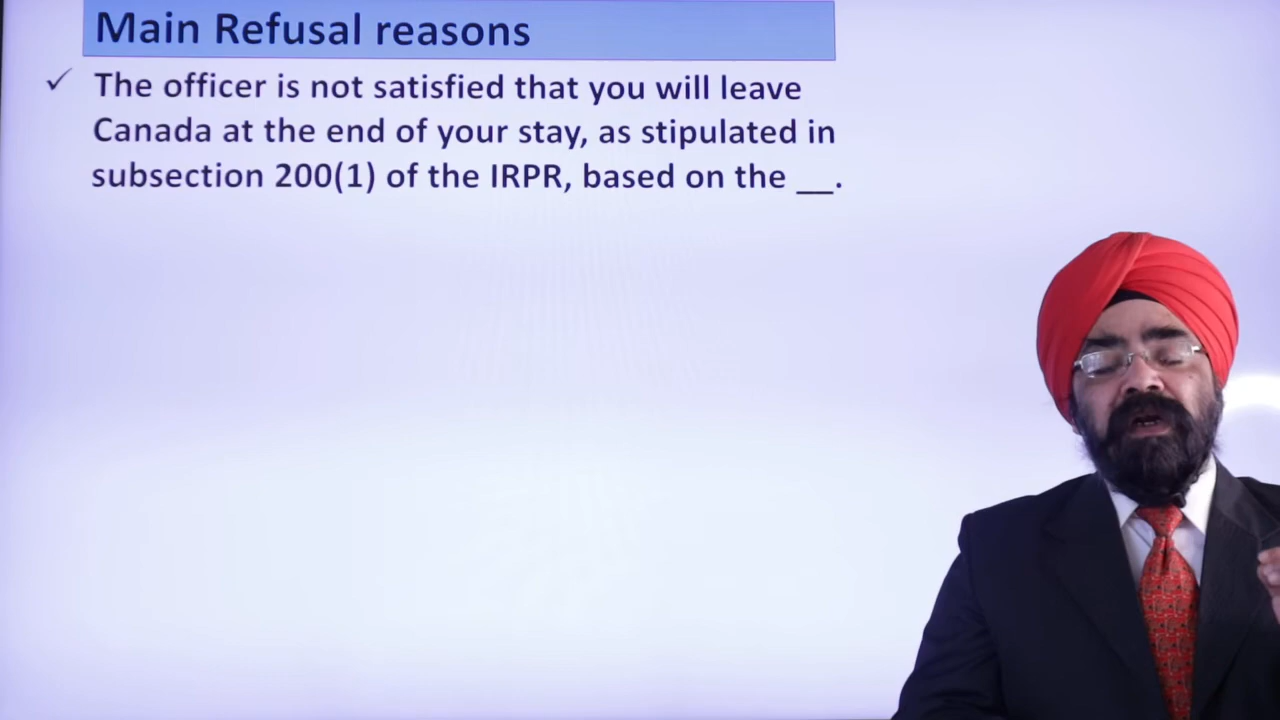 Main Refusal reasons
✓ The officer is not satisfied that you will leave
Canada at the end of your stay, as stipulated in
subsection 200(1) of the IRPR, based on the __.